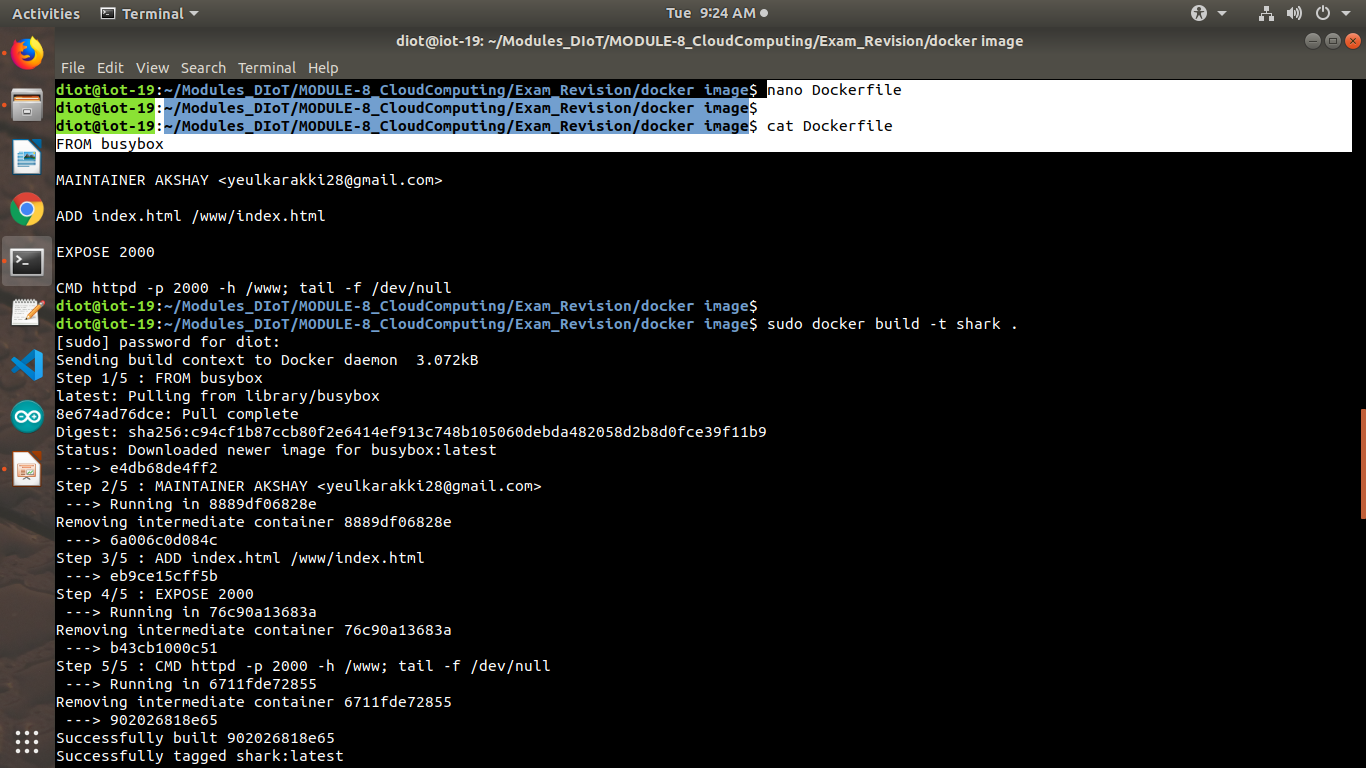 Activities
Terminal
Tue 9:24 AM
diot@iot-19: ~/Modules_DIoT/MODULE-8_CloudComputing/Exam_Revision/docker image
File Edit View Search Terminal Help
diot@iot-19:~/Modules_DIoT/MODULE-8_CloudComputing/Exam_Revision/docker image$ nano Dockerfile
diot@iot-19:~/Modules_DIoT/MODULE-8_CloudComputing/Exam_Revision/docker image$
diot@iot-19:~/Modules_DIoT/MODULE-8_CloudComputing/Exam_Revision/docker image$ cat Dockerfile
FROM busybox
MAINTAINER AKSHAY <yeulkarakki28@gmail.com>
ADD index.html /www/index.html
EXPOSE 2000
CMD httpd -p 2000 -h /www; tail -f /dev/null
diot@iot-19:~/Modules_DIoT/MODULE-8_CloudComputing/Exam_Revision/docker image$
diot@iot-19:~/Modules_DIoT/MODULE-8_CloudComputing/Exam_Revision/docker image$ sudo docker build -t shark .
[sudo] password for diot:
Sending build context to Docker daemon  3.072kB
Step 1/5 : FROM busybox
latest: Pulling from library/busybox
8e674ad76dce: Pull complete
Digest: sha256:c94cf1b87ccb80f2e6414ef913c748b105060debda482058d2b8d0fce39f11b9
Status: Downloaded newer image for busybox:latest
 ---> e4db68de4ff2
Step 2/5 : MAINTAINER AKSHAY <yeulkarakki28@gmail.com>
 ---> Running in 8889df06828e
Removing intermediate container 8889df06828e
 ---> 6a006c0d084c
Step 3/5 : ADD index.html /www/index.html
 ---> eb9ce15cff5b
Step 4/5 : EXPOSE 2000
 ---> Running in 76c90a13683a
Removing intermediate container 76c90a13683a
 ---> b43cb1000c51
Step 5/5 : CMD httpd -p 2000 -h /www; tail -f /dev/null
 ---> Running in 6711fde72855
Removing intermediate container 6711fde72855
 ---> 902026818e65
Successfully built 902026818e65
Successfully tagged shark:latest